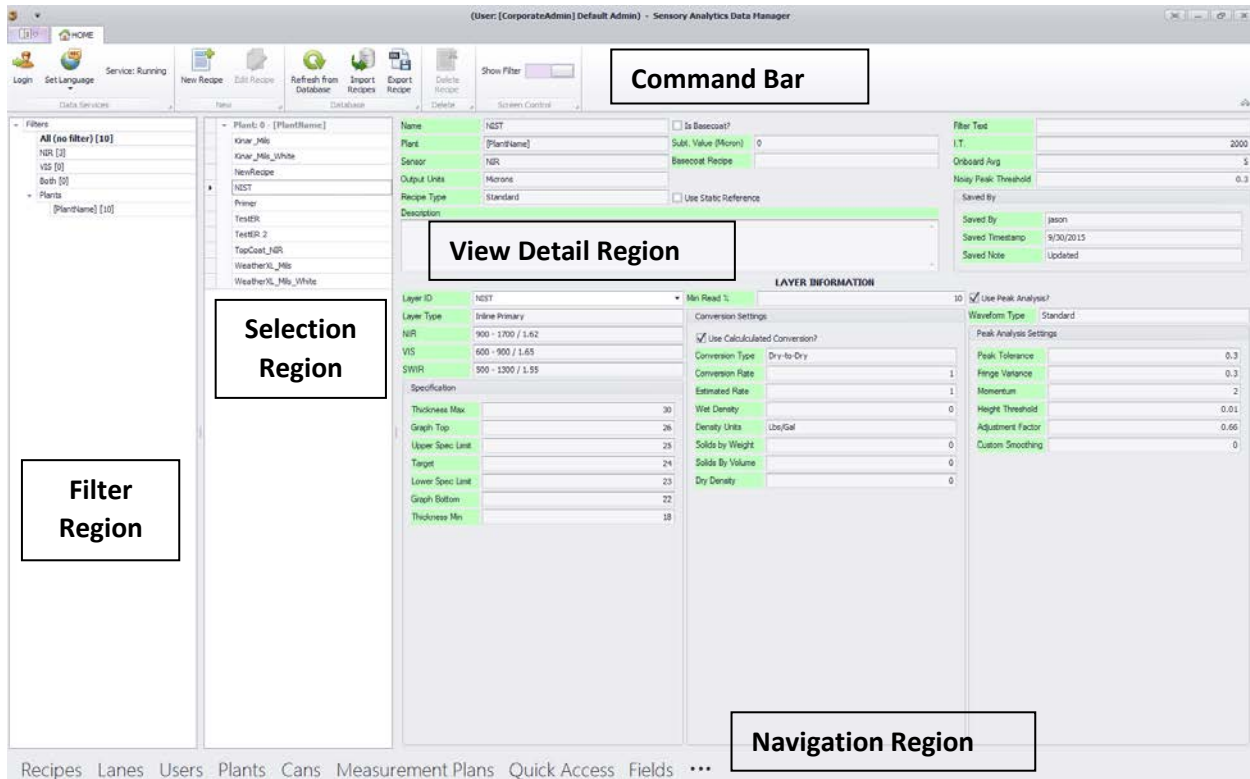 (User: [CorporateAdmin] Default Admin) - Sensory Analytics Data Manager
HOME
Login
Set Language
Service: Running
New Recipe
Edit Recipe
Refresh from Database
Import Recipes
Export Recipe
Delete Recipe
Show Filter
Command Bar
Data Services
New
Database
Delete
Screen Control
Filters
All (no filter) [10]
VIS [0]
Both [0]
Plants
[PlantName] [10]
Filter Region
Plant: 0 - [PlantName]
Kynar_Mils
Kynar_Mils_White
NewRecipe
NIST
Primer
TestER
TestER 2
TopCoat_NIR
WeatherXL_Mils
WeatherXL_Mils_White
Selection Region
Name NIST
Plant [PlantName]
Sensor NIR
Output Units Microns
Recipe Type Standard
Description
Is Basecoat?
Subt. Value (Micron) 0
Basecoat Recipe
Use Static Reference
Filter Text
I.T. 2000
Onboard Avg 5
Noisy Peak Threshold 0.3
Saved By
Saved By jason
Saved Timestamp 9/30/2015
Saved Note Updated
View Detail Region
LAYER INFORMATION
Layer ID NIST
Layer Type Inline Primary
NIR 900 - 1700 / 1.62
VIS 600 - 900 / 1.65
SWIR 500 - 1300 / 1.55
Specification
Thickness Max 30
Graph Top 26
Upper Spec Limit 25
Target 24
Lower Spec Limit 23
Graph Bottom 22
Thickness Min 18
Min Read % 10
Conversion Settings
Use Calculculated Conversion?
Conversion Type Dry-to-Dry
Conversion Rate 1
Estimated Rate 1
Wet Density 0
Density Units Lbs/Gal
Solids by Weight 0
Solids By Volume 0
Dry Density 0
Use Peak Analysis?
Waveform Type Standard
Peak Analysis Settings
Peak Tolerance 0.3
Fringe Variance 0.3
Momentum 2
Height Threshold 0.01
Adjustment Factor 0.66
Custom Smoothing 0
Navigation Region
Recipes Lanes Users Plants Cans Measurement Plans Quick Access Fields •••